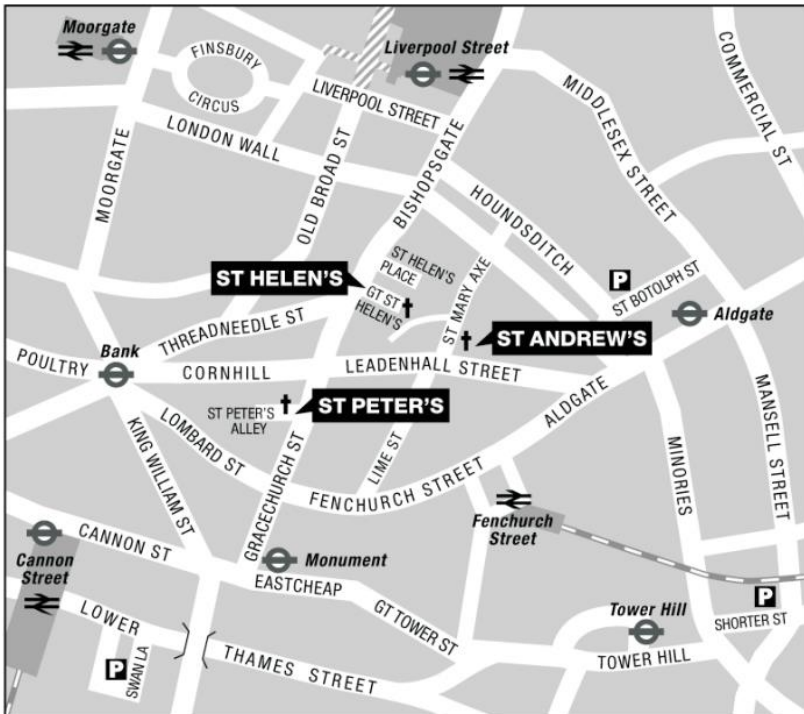 Moorgate
FINSBURY
CIRCUS
Liverpool Street
LIVERPOOL STREET
LONDON WALL
MOORGATE
OLD BROAD ST
BISHOPSGATE
MIDDLESEX STREET
COMMERCIAL ST
HOUNDSDITCH
ST HELEN'S
ST HELEN'S
PLACE
GT ST
HELEN'S
ST MARY AXE
P
ST BOTOLPH ST
Aldgate
THREADNEEDLE ST
ST ANDREW'S
POULTRY
Bank
CORNHILL
LEADENHALL STREET
ST PETER'S
ST PETER'S
ALLEY
ALDGATE
MANSELL STREET
MINORIES
LOMBARD ST
KING WILLIAM ST
GRACECHURCH ST
LIME ST
FENCHURCH STREET
Fenchurch
Street
CANNON ST
Cannon
Street
Monument
EASTCHEAP
GT TOWER ST
Tower Hill
P
SHORTER ST
TOWER HILL
LOWER
THAMES STREET
P
SWAN LA